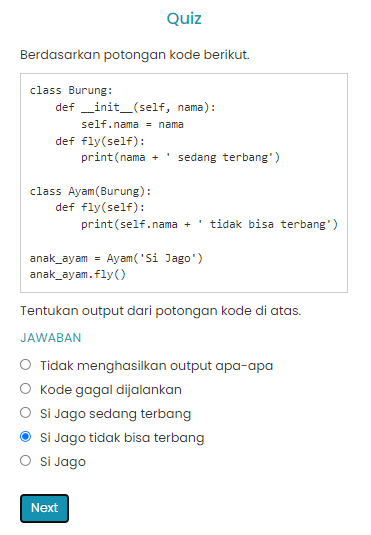 Quiz
Berdasarkan potongan kode berikut.
class Burung:
    def __init__(self, nama):
        self.nama = nama
    def fly(self):
        print(nama + ' sedang terbang')
class Ayam(Burung):
    def fly(self):
        print(self.nama + ' tidak bisa terbang')
anak_ayam = Ayam('Si Jago')
anak_ayam.fly()
Tentukan output dari potongan kode di atas.
JAWABAN
Tidak menghasilkan output apa-apa
Kode gagal dijalankan
Si Jago sedang terbang
Si Jago tidak bisa terbang
Si Jago
Next